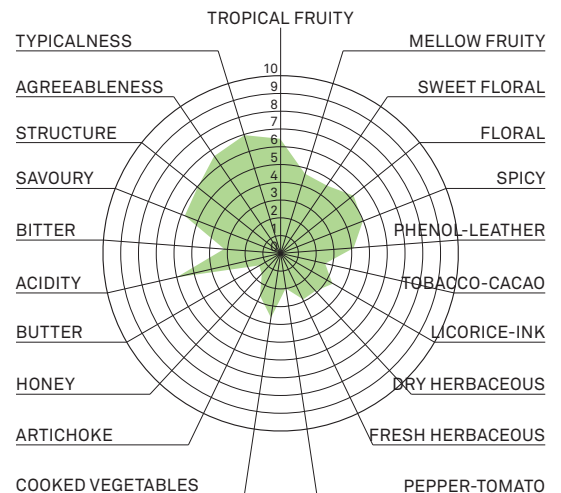 TROPICAL FRUITY
TYPICALNESS
MELLOW FRUITY
AGREEABLENESS
SWEET FLORAL
STRUCTURE
FLORAL
SAVOURY
SPICY
BITTER
PHENOL-LEATHER
ACIDITY
TOBACCO-CACAO
BUTTER
LICORICE-INK
HONEY
DRY HERBACEOUS
ARTICHOKE
FRESH HERBACEOUS
COOKED VEGETABLES
PEPPER-TOMATO
10
9
8
7
6
5
4
3
2
1
0